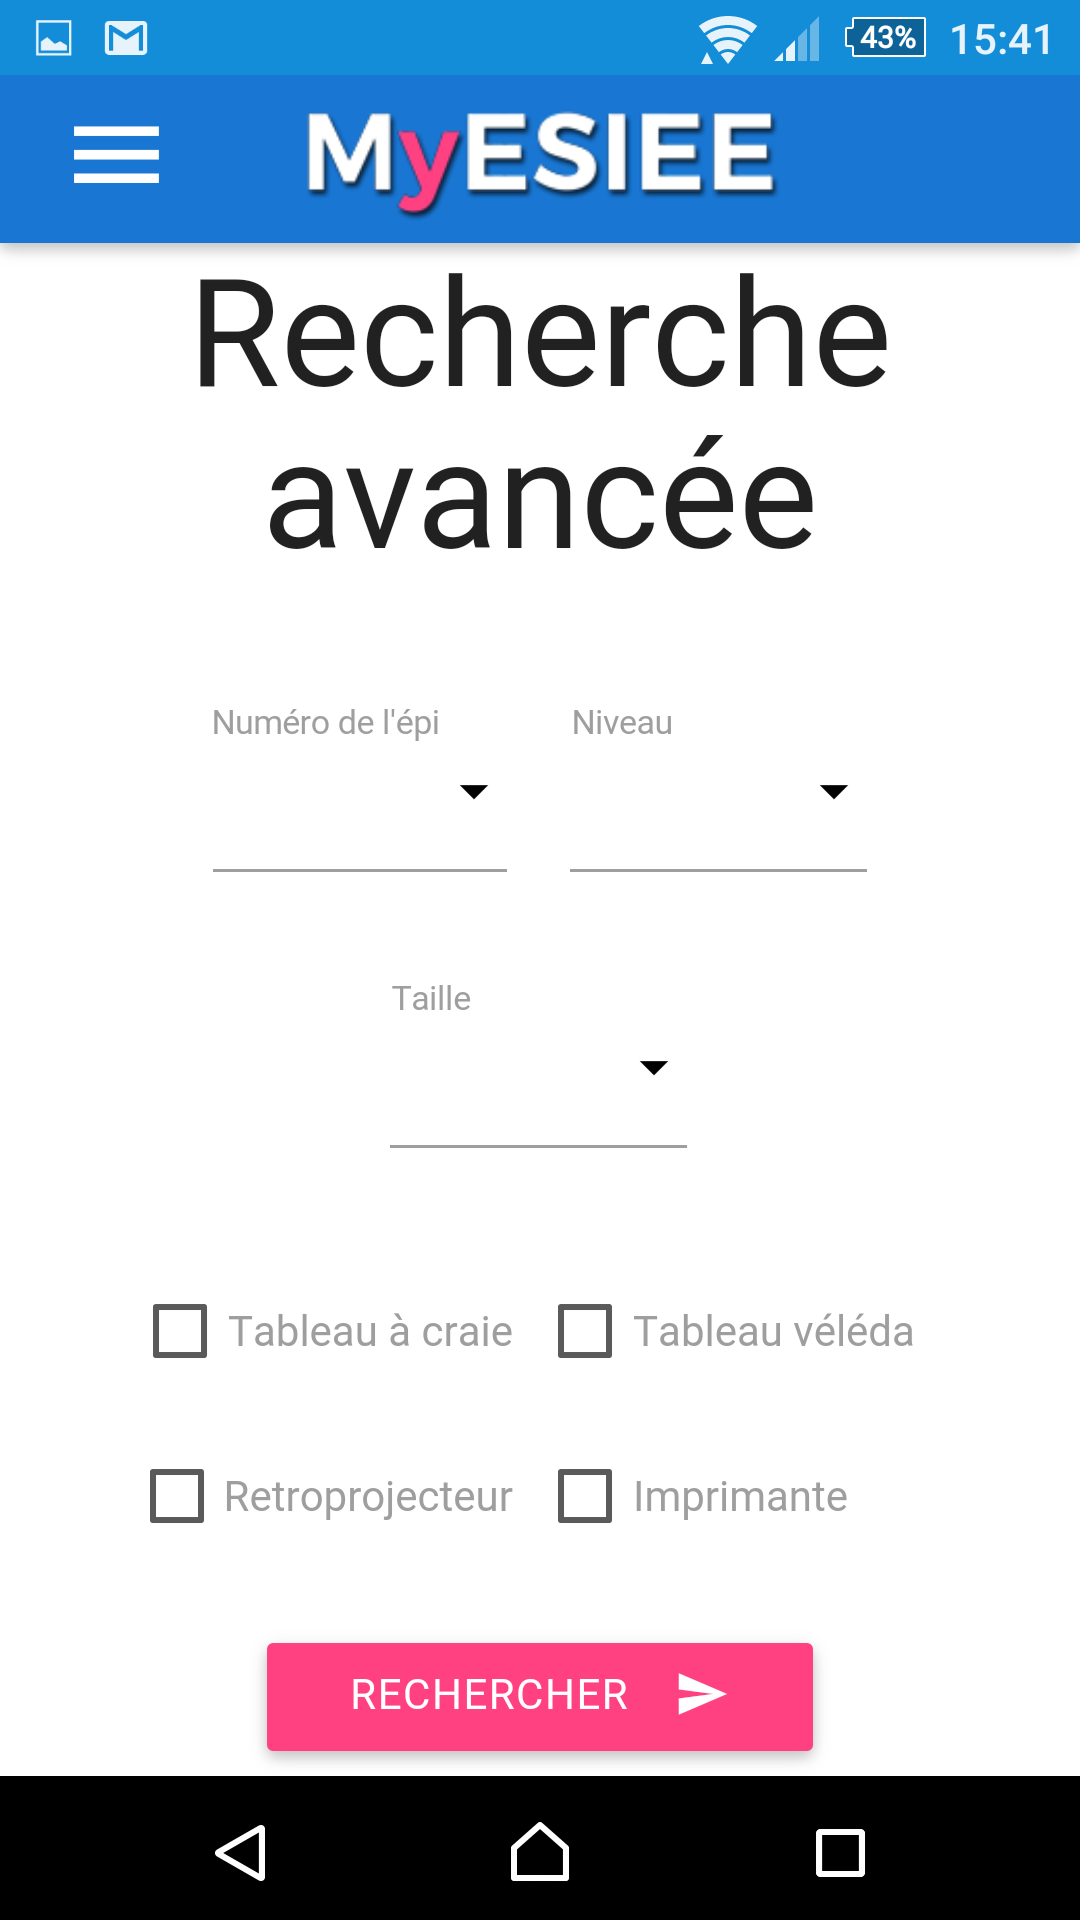 43% 15:41
MyESIEE
Recherche
avancée
Numéro de l'épi Niveau
Taille
Tableau à craie Tableau véléda
Retroprojecteur Imprimante
RECHERCHER